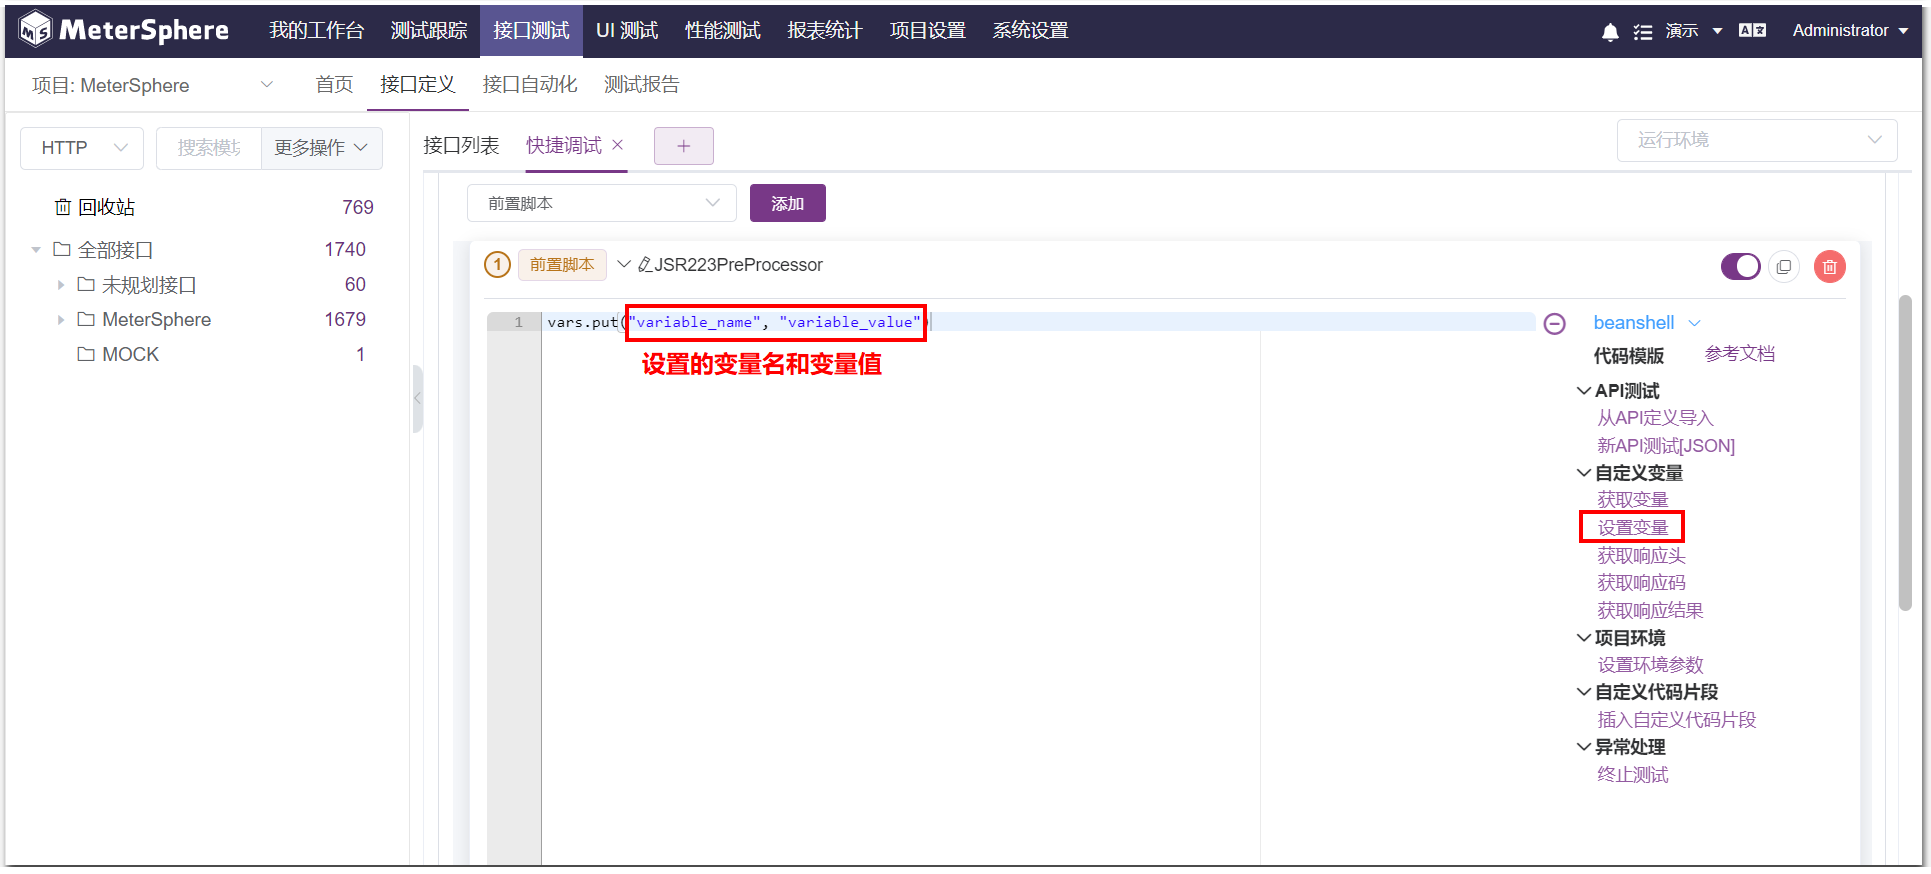 MeterSphere 我的工作台 测试跟踪 接口测试 UI 测试 性能测试 报表统计 项目设置 系统设置 演示 Administrator
项目: MeterSphere 首页 接口定义 接口自动化 测试报告
HTTP 搜索模块 更多操作 接口列表 快捷调试 运行环境
回收站 769
全部接口 1740
未规划接口 60
MeterSphere 1679
MOCK 1
前置脚本 添加
1 前置脚本 JSR223PreProcessor
1 vars.put("variable_name", "variable_value")
设置的变量名和变量值
beanshell
代码模版 参考文档
API测试
从API定义导入
新API测试[JSON]
自定义变量
获取变量
设置变量
获取响应头
获取响应码
获取响应结果
项目环境
设置环境参数
自定义代码片段
插入自定义代码片段
异常处理
终止测试